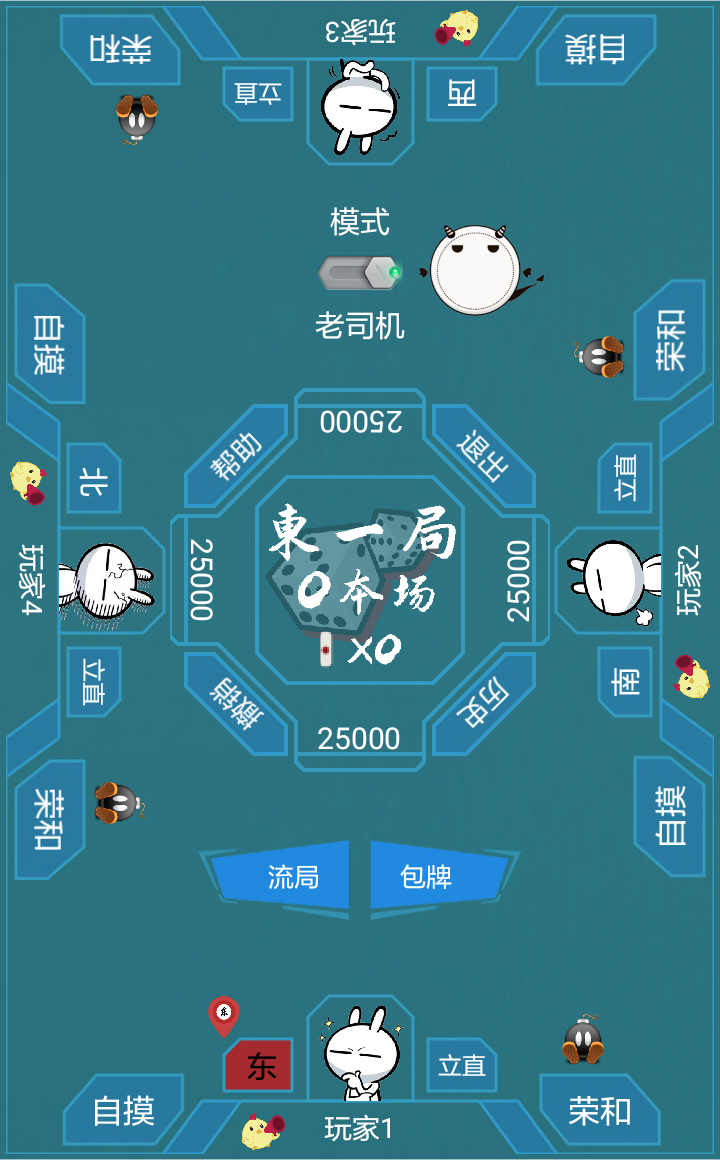 玩家3
荣和
自摸
立直
西
模式
老司机
自摸
荣和
25000
帮助
退出
北
立直
東一局
0本场
x0
玩家4
25000
25000
玩家2
立直
南
撤销
历史
25000
荣和
自摸
流局
包牌
东
东
立直
自摸
荣和
玩家1